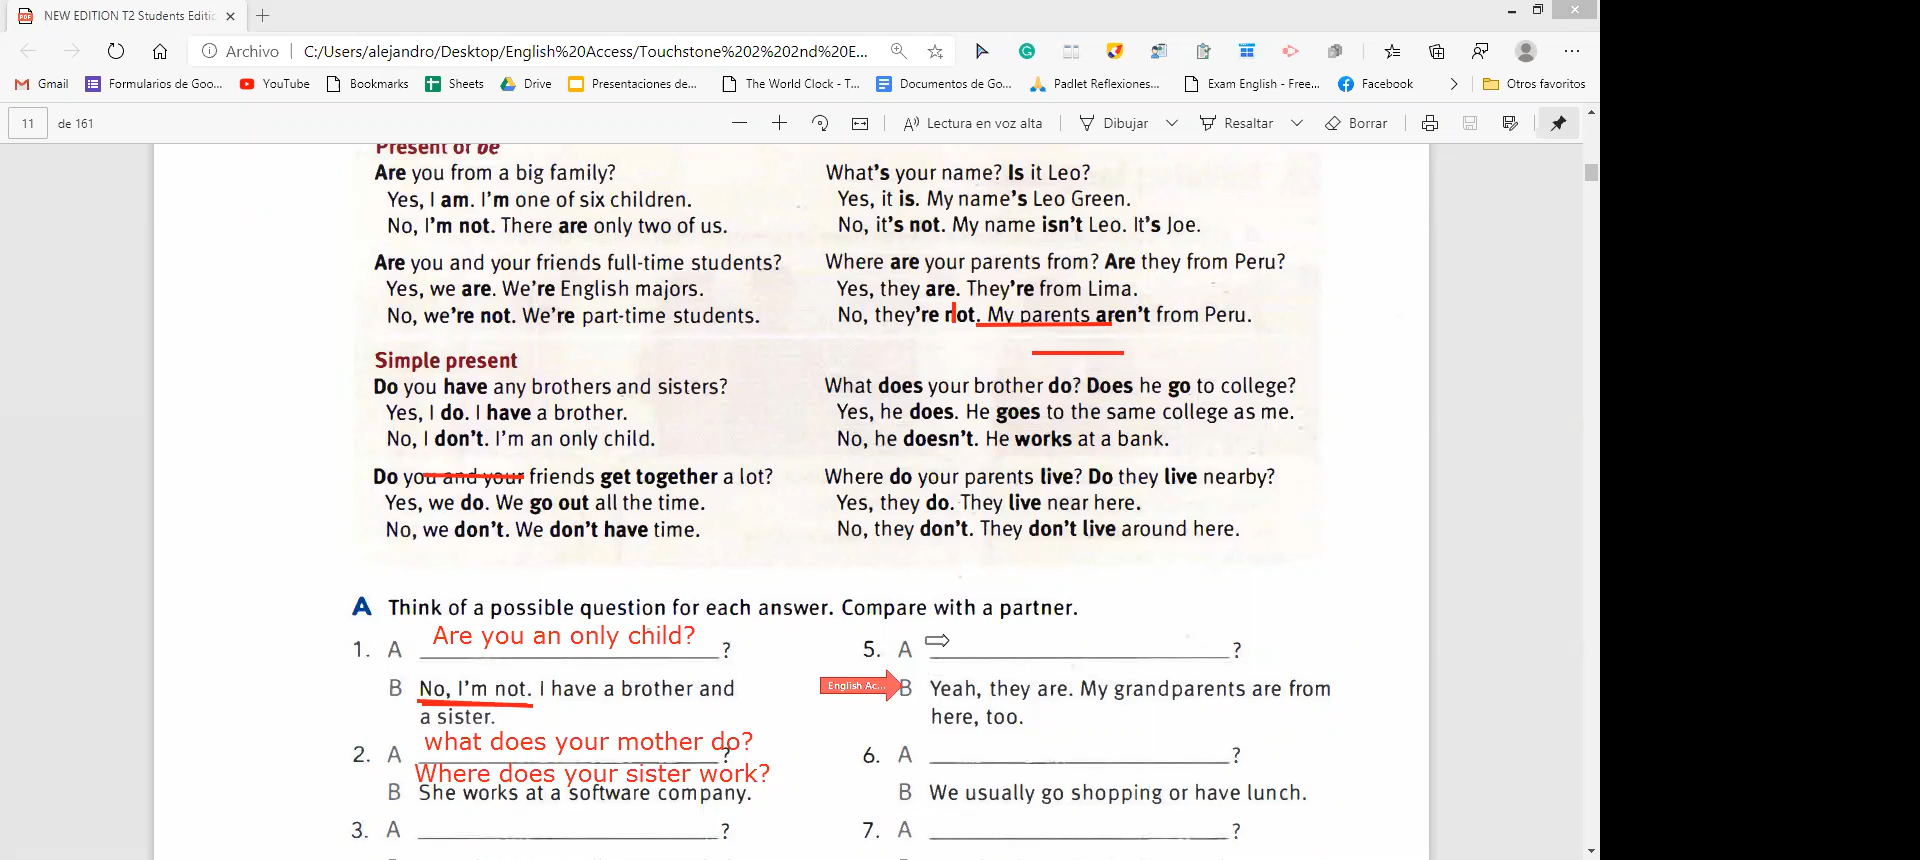 NEW EDITION T2 Students Editic
Archivo
C:/Users/alejandro/Desktop/English%20Access/Touchstone%202%202nd%20E...
Gmail
Formularios de Goo...
YouTube
Bookmarks
Sheets
Drive
Presentaciones de...
The World Clock - T...
Documentos de Go...
Padlet Reflexiones...
Exam English - Free...
Facebook
Otros favoritos
11 de 161
Lectura en voz alta
Dibujar
Resaltar
Borrar
Present of be
Are you from a big family?
Yes, I am. I'm one of six children.
No, I'm not. There are only two of us.
Are you and your friends full-time students?
Yes, we are. We're English majors.
No, we're not. We're part-time students.
What's your name? Is it Leo?
Yes, it is. My name's Leo Green.
No, it's not. My name isn't Leo. It's Joe.
Where are your parents from? Are they from Peru?
Yes, they are. They're from Lima.
No, they're not. My parents aren't from Peru.
Simple present
Do you have any brothers and sisters?
Yes, I do. I have a brother.
No, I don't. I'm an only child.
Do you and your friends get together a lot?
Yes, we do. We go out all the time.
No, we don't. We don't have time.
What does your brother do? Does he go to college?
Yes, he does. He goes to the same college as me.
No, he doesn't. He works at a bank.
Where do your parents live? Do they live nearby?
Yes, they do. They live near here.
No, they don't. They don't live around here.
A Think of a possible question for each answer. Compare with a partner.
1. A Are you an only child? ?
B No, I'm not. I have a brother and
a sister.
2. A what does your mother do? ?
Where does your sister work?
B She works at a software company.
3. A ?
5. A ?
English Ac...
B Yeah, they are. My grandparents are from
here, too.
6. A ?
B We usually go shopping or have lunch.
7. A ?